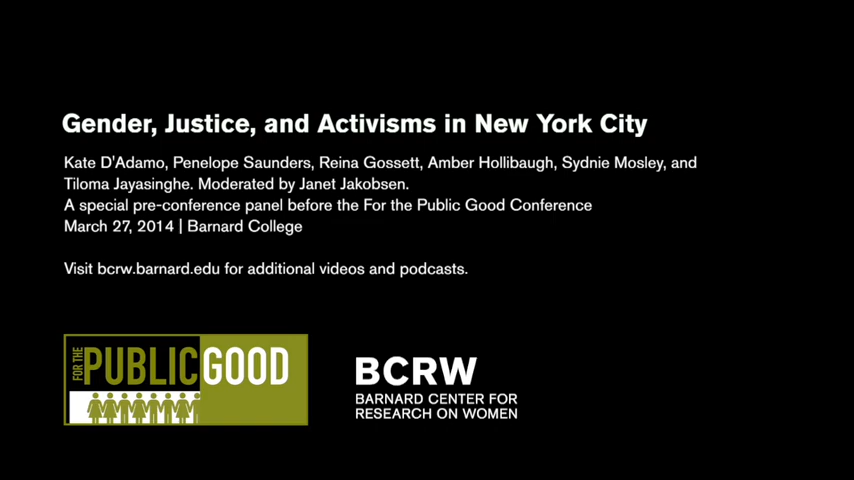 Gender, Justice, and Activisms in New York City
Kate D'Adamo, Penelope Saunders, Reina Gossett, Amber Hollibaugh, Sydnie Mosley, and
Tiloma Jayasinghe. Moderated by Janet Jakobsen.
A special pre-conference panel before the For the Public Good Conference
March 27, 2014 | Barnard College
Visit bcrw.barnard.edu for additional videos and podcasts.
FOR THE
PUBLICGOOD
BCRW
BARNARD CENTER FOR
RESEARCH ON WOMEN